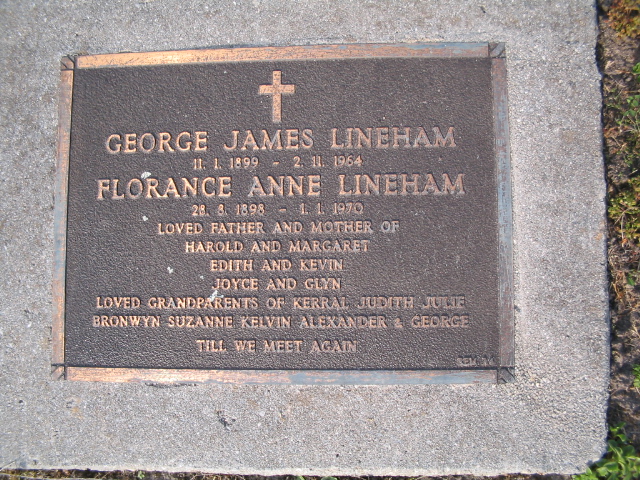 GEORGE JAMES LINEHAM
11.1.1899 - 2.11.1964
FLORANCE ANNE LINEHAM
28.8.1898 - 1.1.1970
LOVED FATHER AND MOTHER OF
HAROLD AND MARGARET
EDITH AND KEVIN
JOYCE AND GLYN
LOVED GRANDPARENTS OF KERRAL JUDITH JULIE
BRONWYN SUZANNE KELVIN ALEXANDER & GEORGE
TILL WE MEET AGAIN